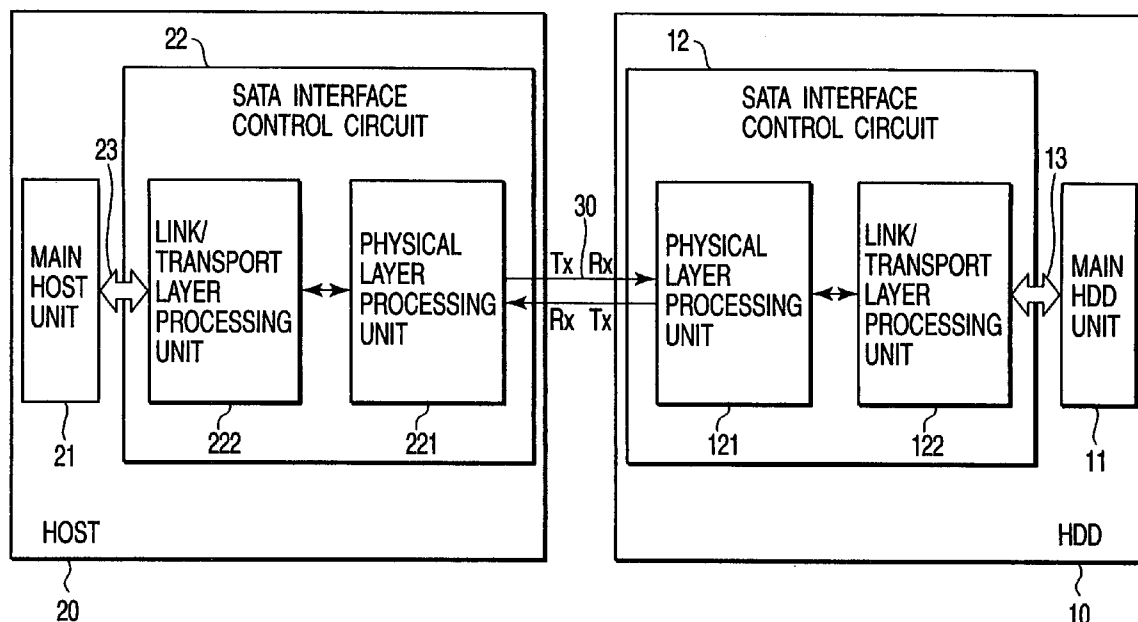 22
12
SATA INTERFACE
CONTROL CIRCUIT
SATA INTERFACE
CONTROL CIRCUIT
23
13
MAIN
HOST
UNIT
LINK/
TRANSPORT
LAYER
PROCESSING
UNIT
PHYSICAL
LAYER
PROCESSING
UNIT
30
Tx Rx
Rx Tx
PHYSICAL
LAYER
PROCESSING
UNIT
LINK/
TRANSPORT
LAYER
PROCESSING
UNIT
MAIN
HDD
UNIT
21
222
221
121
122
11
HOST
HDD
20
10